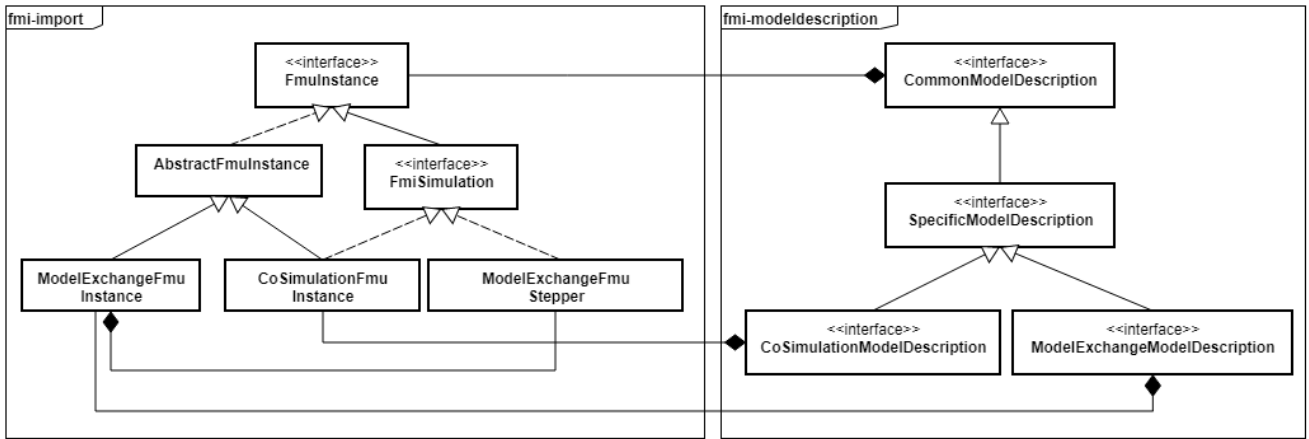 fmi-import
<<interface>>
FmuInstance
AbstractFmuInstance
<<interface>>
FmiSimulation
ModelExchangeFmu
Instance
CoSimulationFmu
Instance
ModelExchangeFmu
Stepper
fmi-modeldescription
<<interface>>
CommonModelDescription
<<interface>>
SpecificModelDescription
<<interface>>
CoSimulationModelDescription
<<interface>>
ModelExchangeModelDescription